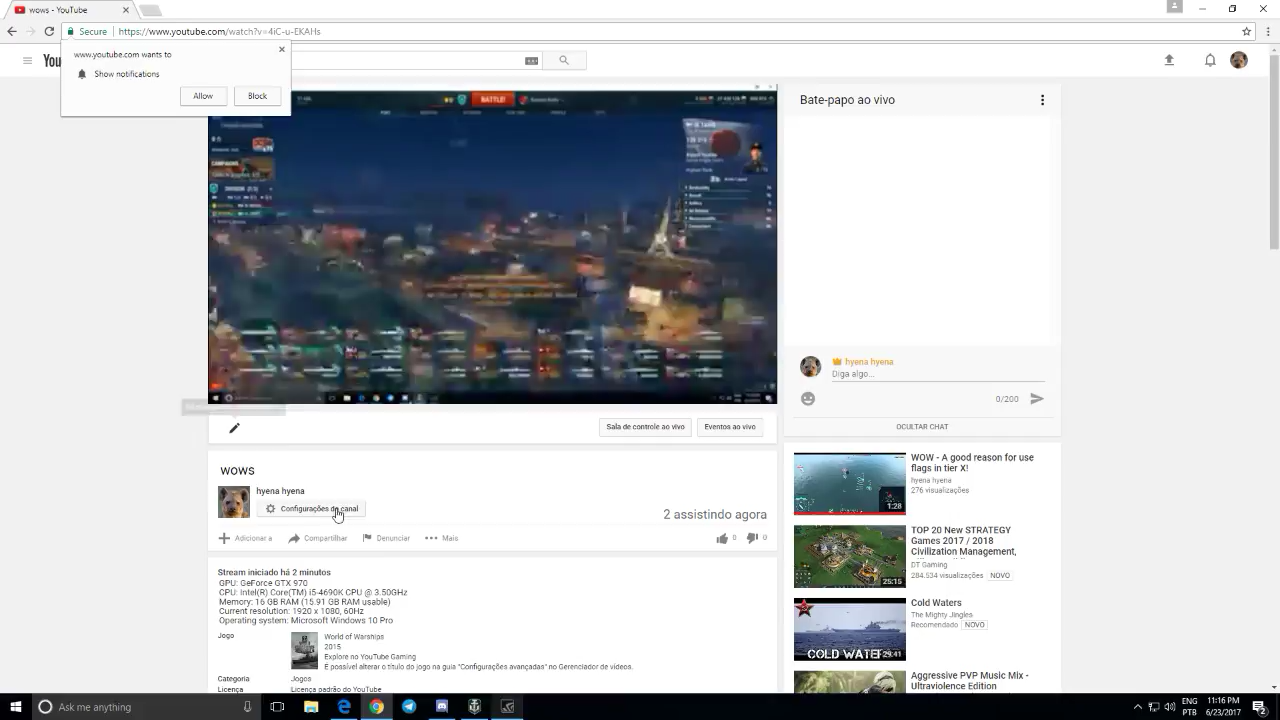 wows - YouTube
Secure https://www.youtube.com/watch?v=4iC-u-EKAHs
www.youtube.com wants to
Show notifications
Allow Block
You
BATTLE!
Bate-papo ao vivo
CAMPAIGNS
hyena hyena
Diga algo...
0/200
OCULTAR CHAT
Sala de controle ao vivo Eventos ao vivo
wows
hyena hyena
Configurações do canal
2 assistindo agora
Adicionar a Compartilhar Denunciar Mais 0 0
Stream iniciado há 2 minutos
GPU: GeForce GTX 970
CPU: Intel(R) Core(TM) i5-4690K CPU @ 3.50GHz
Memory: 16 GB RAM (15.91 GB RAM usable)
Current resolution: 1920 x 1080, 60Hz
Operating system: Microsoft Windows 10 Pro
Jogo World of Warships
2015
Explore no YouTube Gaming
É possível alterar o título do jogo na guia "Configurações avançadas" no Gerenciador de vídeos.
Categoria Jogos
Licença Licença padrão do YouTube
WOW - A good reason for use
flags in tier X!
hyena hyena
276 visualizações
1:28
TOP 20 New STRATEGY
Games 2017 / 2018
Civilization Management,
DT Gaming
284.534 visualizações NOVO
25:15
Cold Waters
The Mighty Jingles
Recomendado NOVO
COLD WATERS
29:41
Aggressive PVP Music Mix -
Ultraviolence Edition
Ask me anything
ENG
PTB
11:16 PM
6/23/2017
2